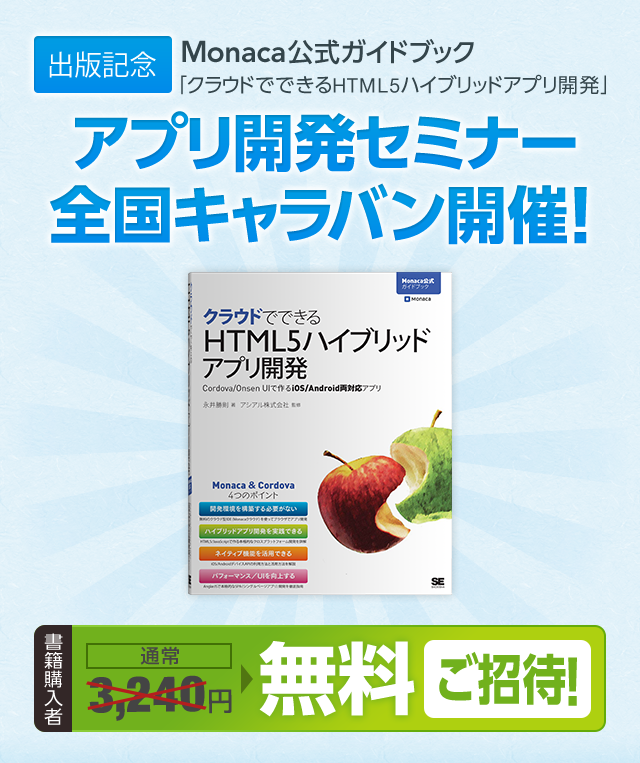 出版記念
Monaca公式ガイドブック
「クラウドでできるHTML5ハイブリッドアプリ開発」
アプリ開発セミナー
全国キャラバン開催!
Monaca公式
ガイドブック
Monaca
クラウドでできる
HTML5ハイブリッド
アプリ開発
Cordova/Onsen UIで作るiOS/Android両対応アプリ
永井勝則 著 アシアル株式会社 監修
Monaca & Cordova
4つのポイント
開発環境を構築する必要がない
ハイブリッドアプリ開発を実践できる
ネイティブ機能を活用できる
パフォーマンス/UIを向上する
SE
書籍購入者
通常
3,240円
無料
ご招待!